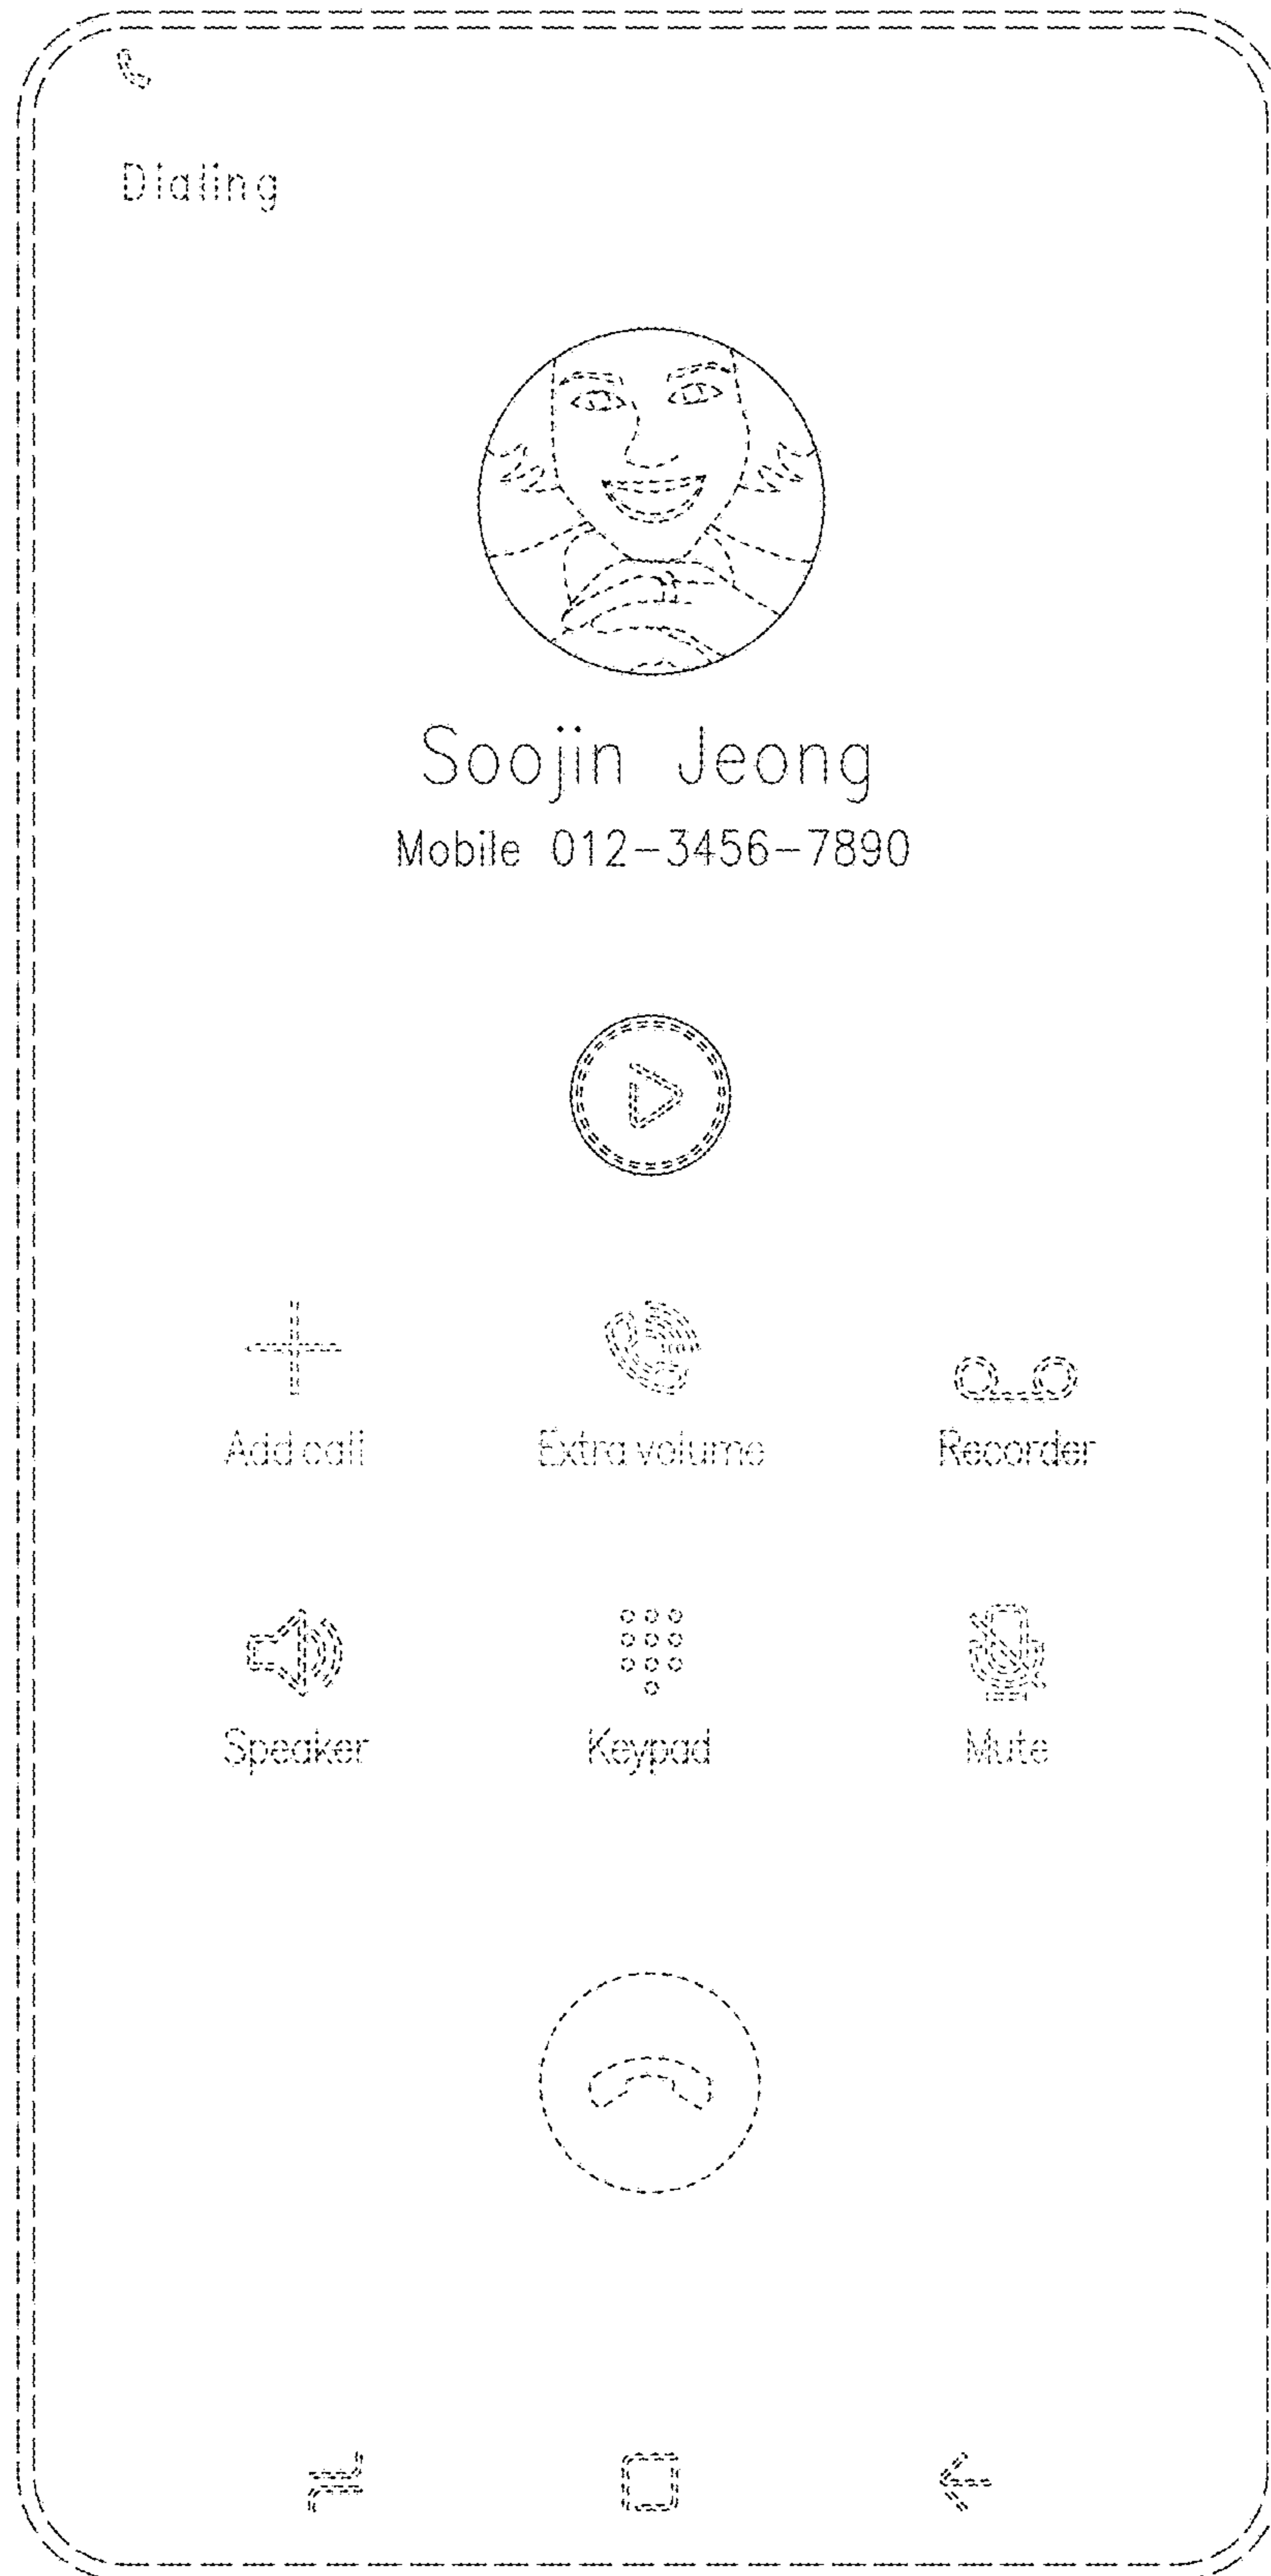 Dialing
Soojin Jeong
Mobile 012-3456-7890
Add call Extra volume Recorder
Speaker Keypad Mute